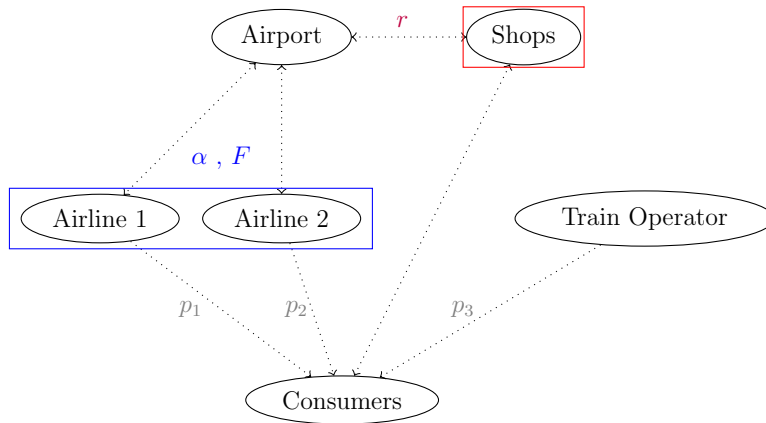 Airport
r
Shops
α , F
Airline 1
Airline 2
Train Operator
p₁
p₂
p₃
Consumers